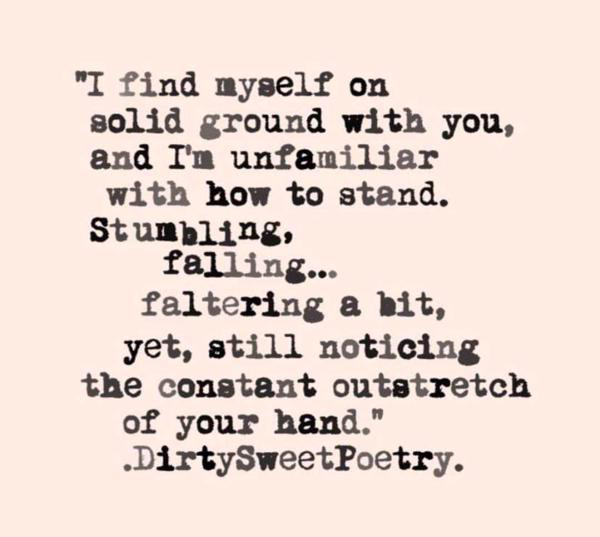 "I find myself on
solid ground with you,
and I'm unfamiliar
with how to stand.
Stumbling,
falling...
faltering a bit,
yet, still noticing
the constant outstretch
of your hand."
.DirtySweetPoetry.